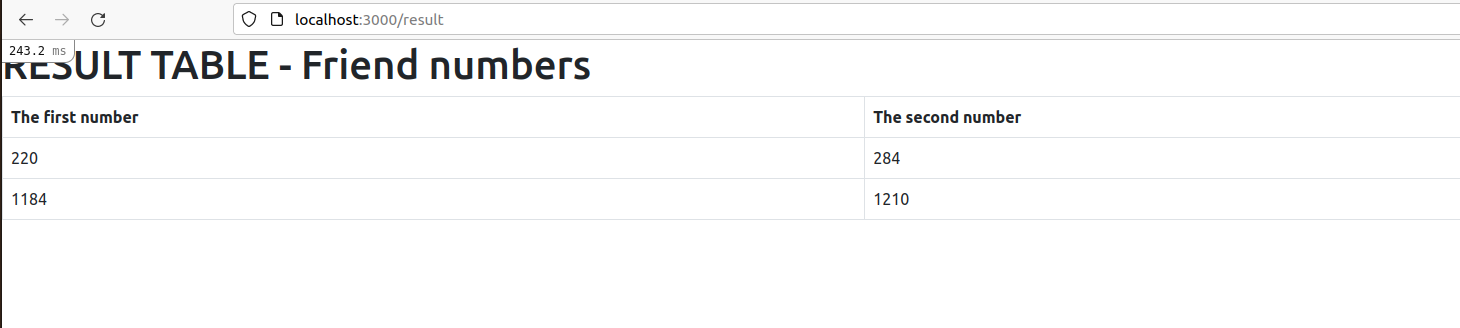 localhost:3000/result
243.2 ms
RESULT TABLE - Friend numbers
The first number The second number
220 284
1184 1210